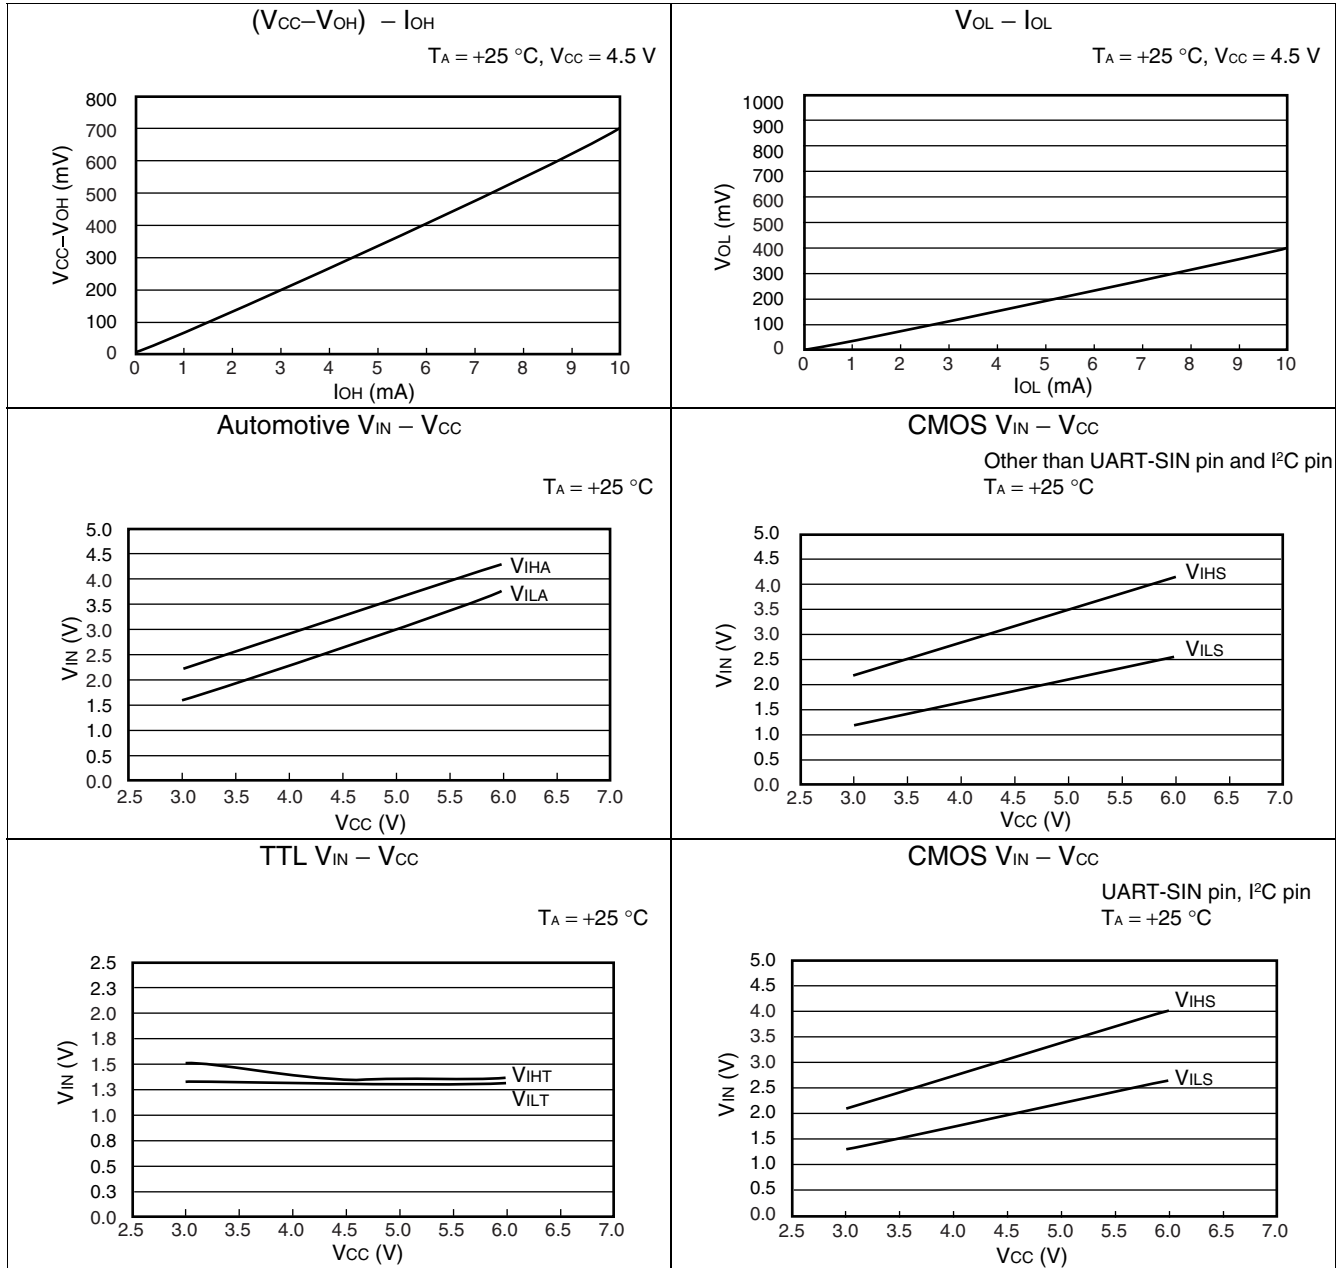 (VCC–VOH) – IOH
TA = +25 °C, VCC = 4.5 V
800
700
600
500
400
300
200
100
0
VCC–VOH (mV)
0 1 2 3 4 5 6 7 8 9 10
IOH (mA)
VOL – IOL
TA = +25 °C, VCC = 4.5 V
1000
900
800
700
600
500
400
300
200
100
0
VOL (mV)
0 1 2 3 4 5 6 7 8 9 10
IOL (mA)
Automotive VIN – VCC
TA = +25 °C
5.0
4.5
4.0
3.5
3.0
2.5
2.0
1.5
1.0
0.5
0.0
VIN (V)
VIHA
VILA
2.5 3.0 3.5 4.0 4.5 5.0 5.5 6.0 6.5 7.0
VCC (V)
CMOS VIN – VCC
Other than UART-SIN pin and I²C pin
TA = +25 °C
5.0
4.5
4.0
3.5
3.0
2.5
2.0
1.5
1.0
0.5
0.0
VIN (V)
VIHS
VILS
2.5 3.0 3.5 4.0 4.5 5.0 5.5 6.0 6.5 7.0
VCC (V)
TTL VIN – VCC
TA = +25 °C
2.5
2.3
2.0
1.8
1.5
1.3
1.0
0.8
0.5
0.3
0.0
VIN (V)
VIHT
VILT
2.5 3.0 3.5 4.0 4.5 5.0 5.5 6.0 6.5 7.0
VCC (V)
CMOS VIN – VCC
UART-SIN pin, I²C pin
TA = +25 °C
5.0
4.5
4.0
3.5
3.0
2.5
2.0
1.5
1.0
0.5
0.0
VIN (V)
VIHS
VILS
2.5 3.0 3.5 4.0 4.5 5.0 5.5 6.0 6.5 7.0
VCC (V)